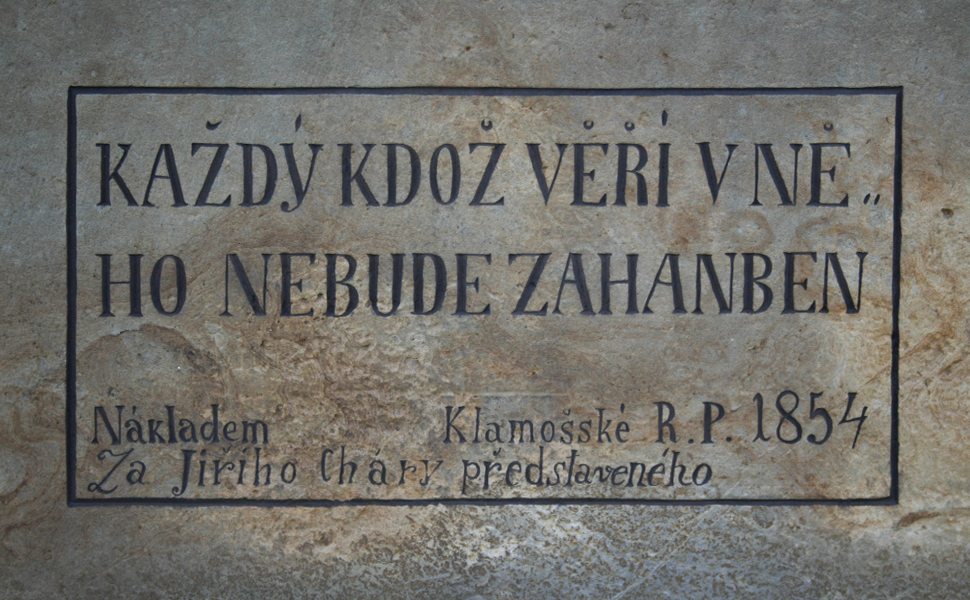 KAŽDÝ KDOŽ VĚŘÍ V NĚ„
HO NEBUDE ZAHANBEN
Nákladem Klamošské R.P. 1854
Za Jiřího Cháry představeného